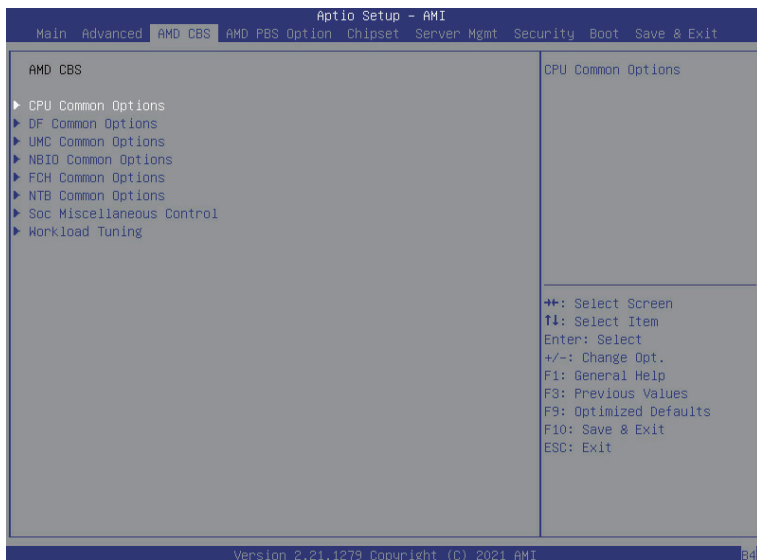 Aptio Setup – AMI
Main Advanced AMD CBS AMD PBS Option Chipset Server Mgmt Security Boot Save & Exit
AMD CBS
CPU Common Options
DF Common Options
UMC Common Options
NBIO Common Options
FCH Common Options
NTB Common Options
Soc Miscellaneous Control
Workload Tuning
CPU Common Options
→←: Select Screen
↑↓: Select Item
Enter: Select
+/-: Change Opt.
F1: General Help
F3: Previous Values
F9: Optimized Defaults
F10: Save & Exit
ESC: Exit
Version 2.21.1279 Copyright (C) 2021 AMI
B4